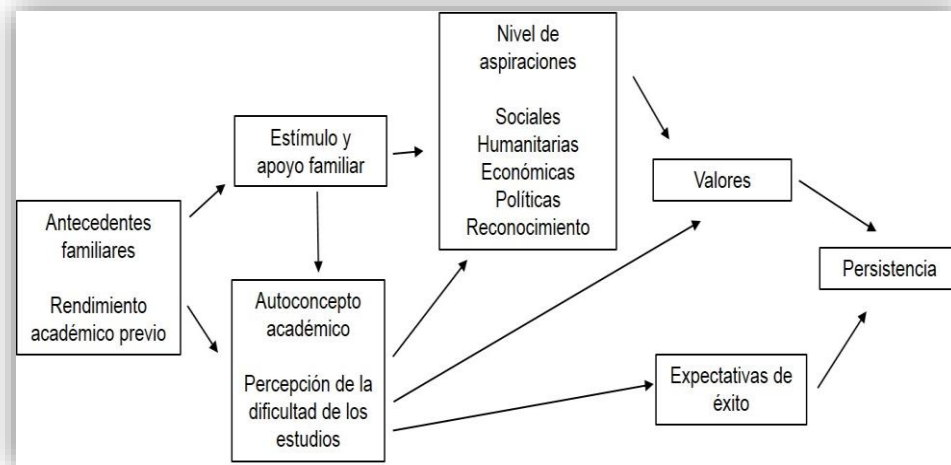 Antecedentes
familiares
Rendimiento
académico previo
Estímulo y
apoyo familiar
Autoconcepto
académico
Percepción de la
dificultad de los
estudios
Nivel de
aspiraciones
Sociales
Humanitarias
Económicas
Políticas
Reconocimiento
Valores
Expectativas de
éxito
Persistencia